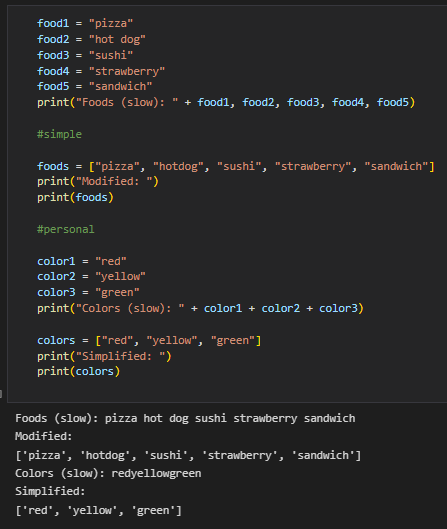 food1 = "pizza"
food2 = "hot dog"
food3 = "sushi"
food4 = "strawberry"
food5 = "sandwich"
print("Foods (slow): " + food1, food2, food3, food4, food5)
#simple
foods = ["pizza", "hotdog", "sushi", "strawberry", "sandwich"]
print("Modified: ")
print(foods)
#personal
color1 = "red"
color2 = "yellow"
color3 = "green"
print("Colors (slow): " + color1 + color2 + color3)
colors = ["red", "yellow", "green"]
print("Simplified: ")
print(colors)
Foods (slow): pizza hot dog sushi strawberry sandwich
Modified:
['pizza', 'hotdog', 'sushi', 'strawberry', 'sandwich']
Colors (slow): redyellowgreen
Simplified:
['red', 'yellow', 'green']